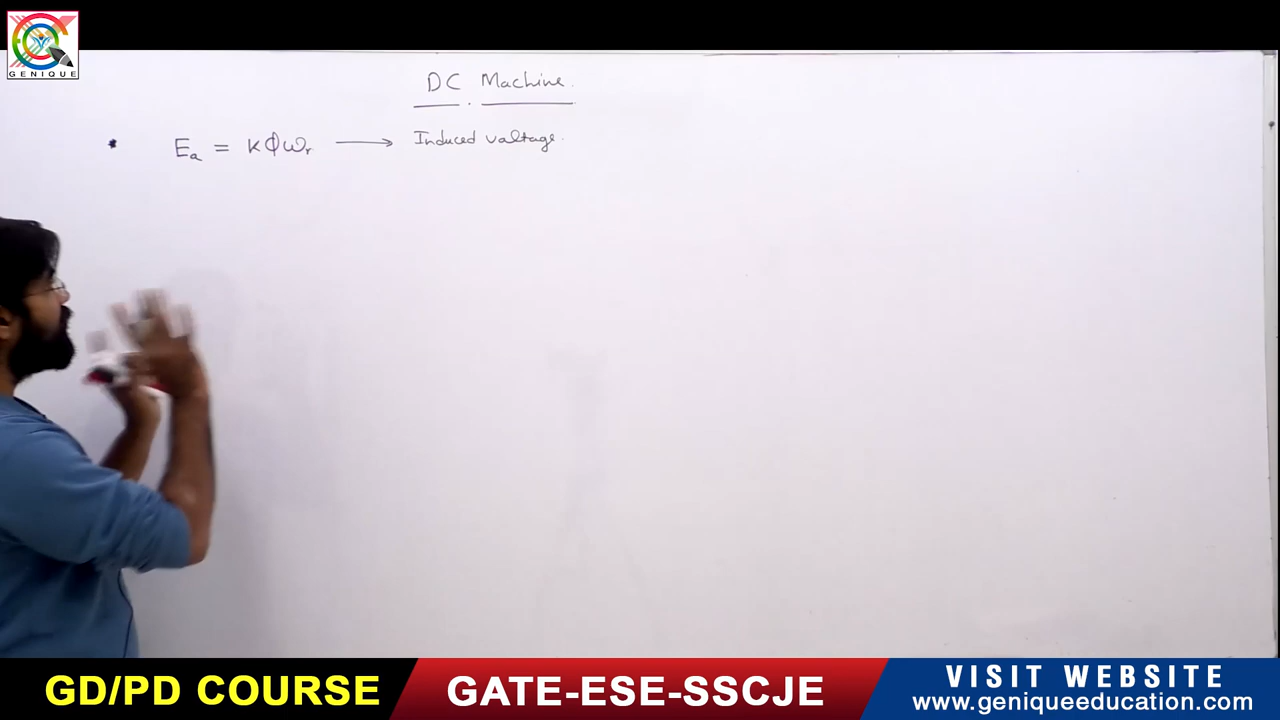 GENIQUE
DC Machine.
* Ea = KΦωr → Induced valtage.
GD/PD COURSE
GATE-ESE-SSCJE
VISIT WEBSITE
www.geniqueeducation.com